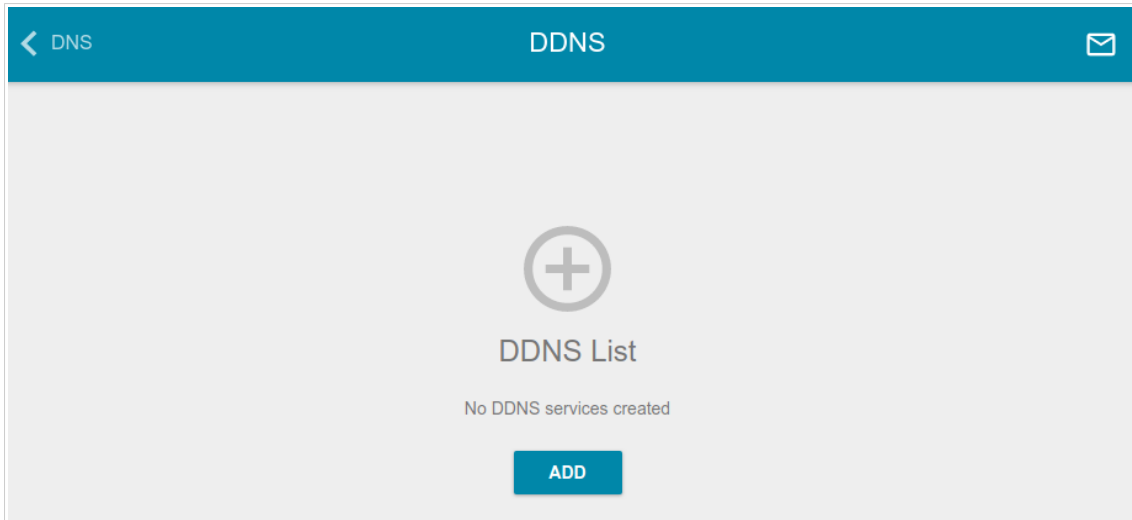 DNS
DDNS
DDNS List
No DDNS services created
ADD